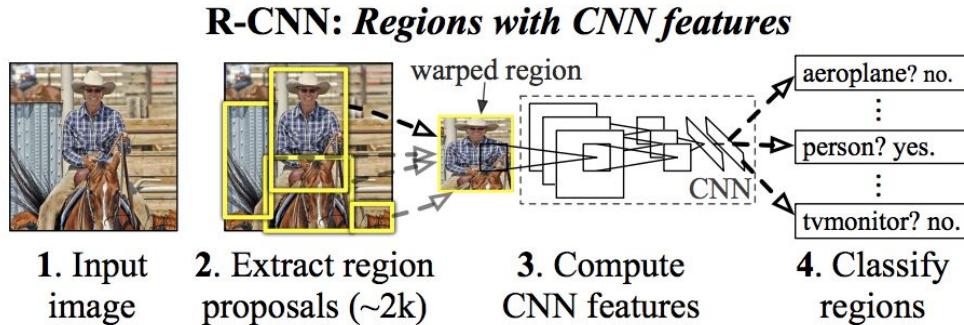 R-CNN: Regions with CNN features
warped region
aeroplane? no.
person? yes.
CNN
tvmonitor? no.
1. Input
image
2. Extract region
proposals (~2k)
3. Compute
CNN features
4. Classify
regions